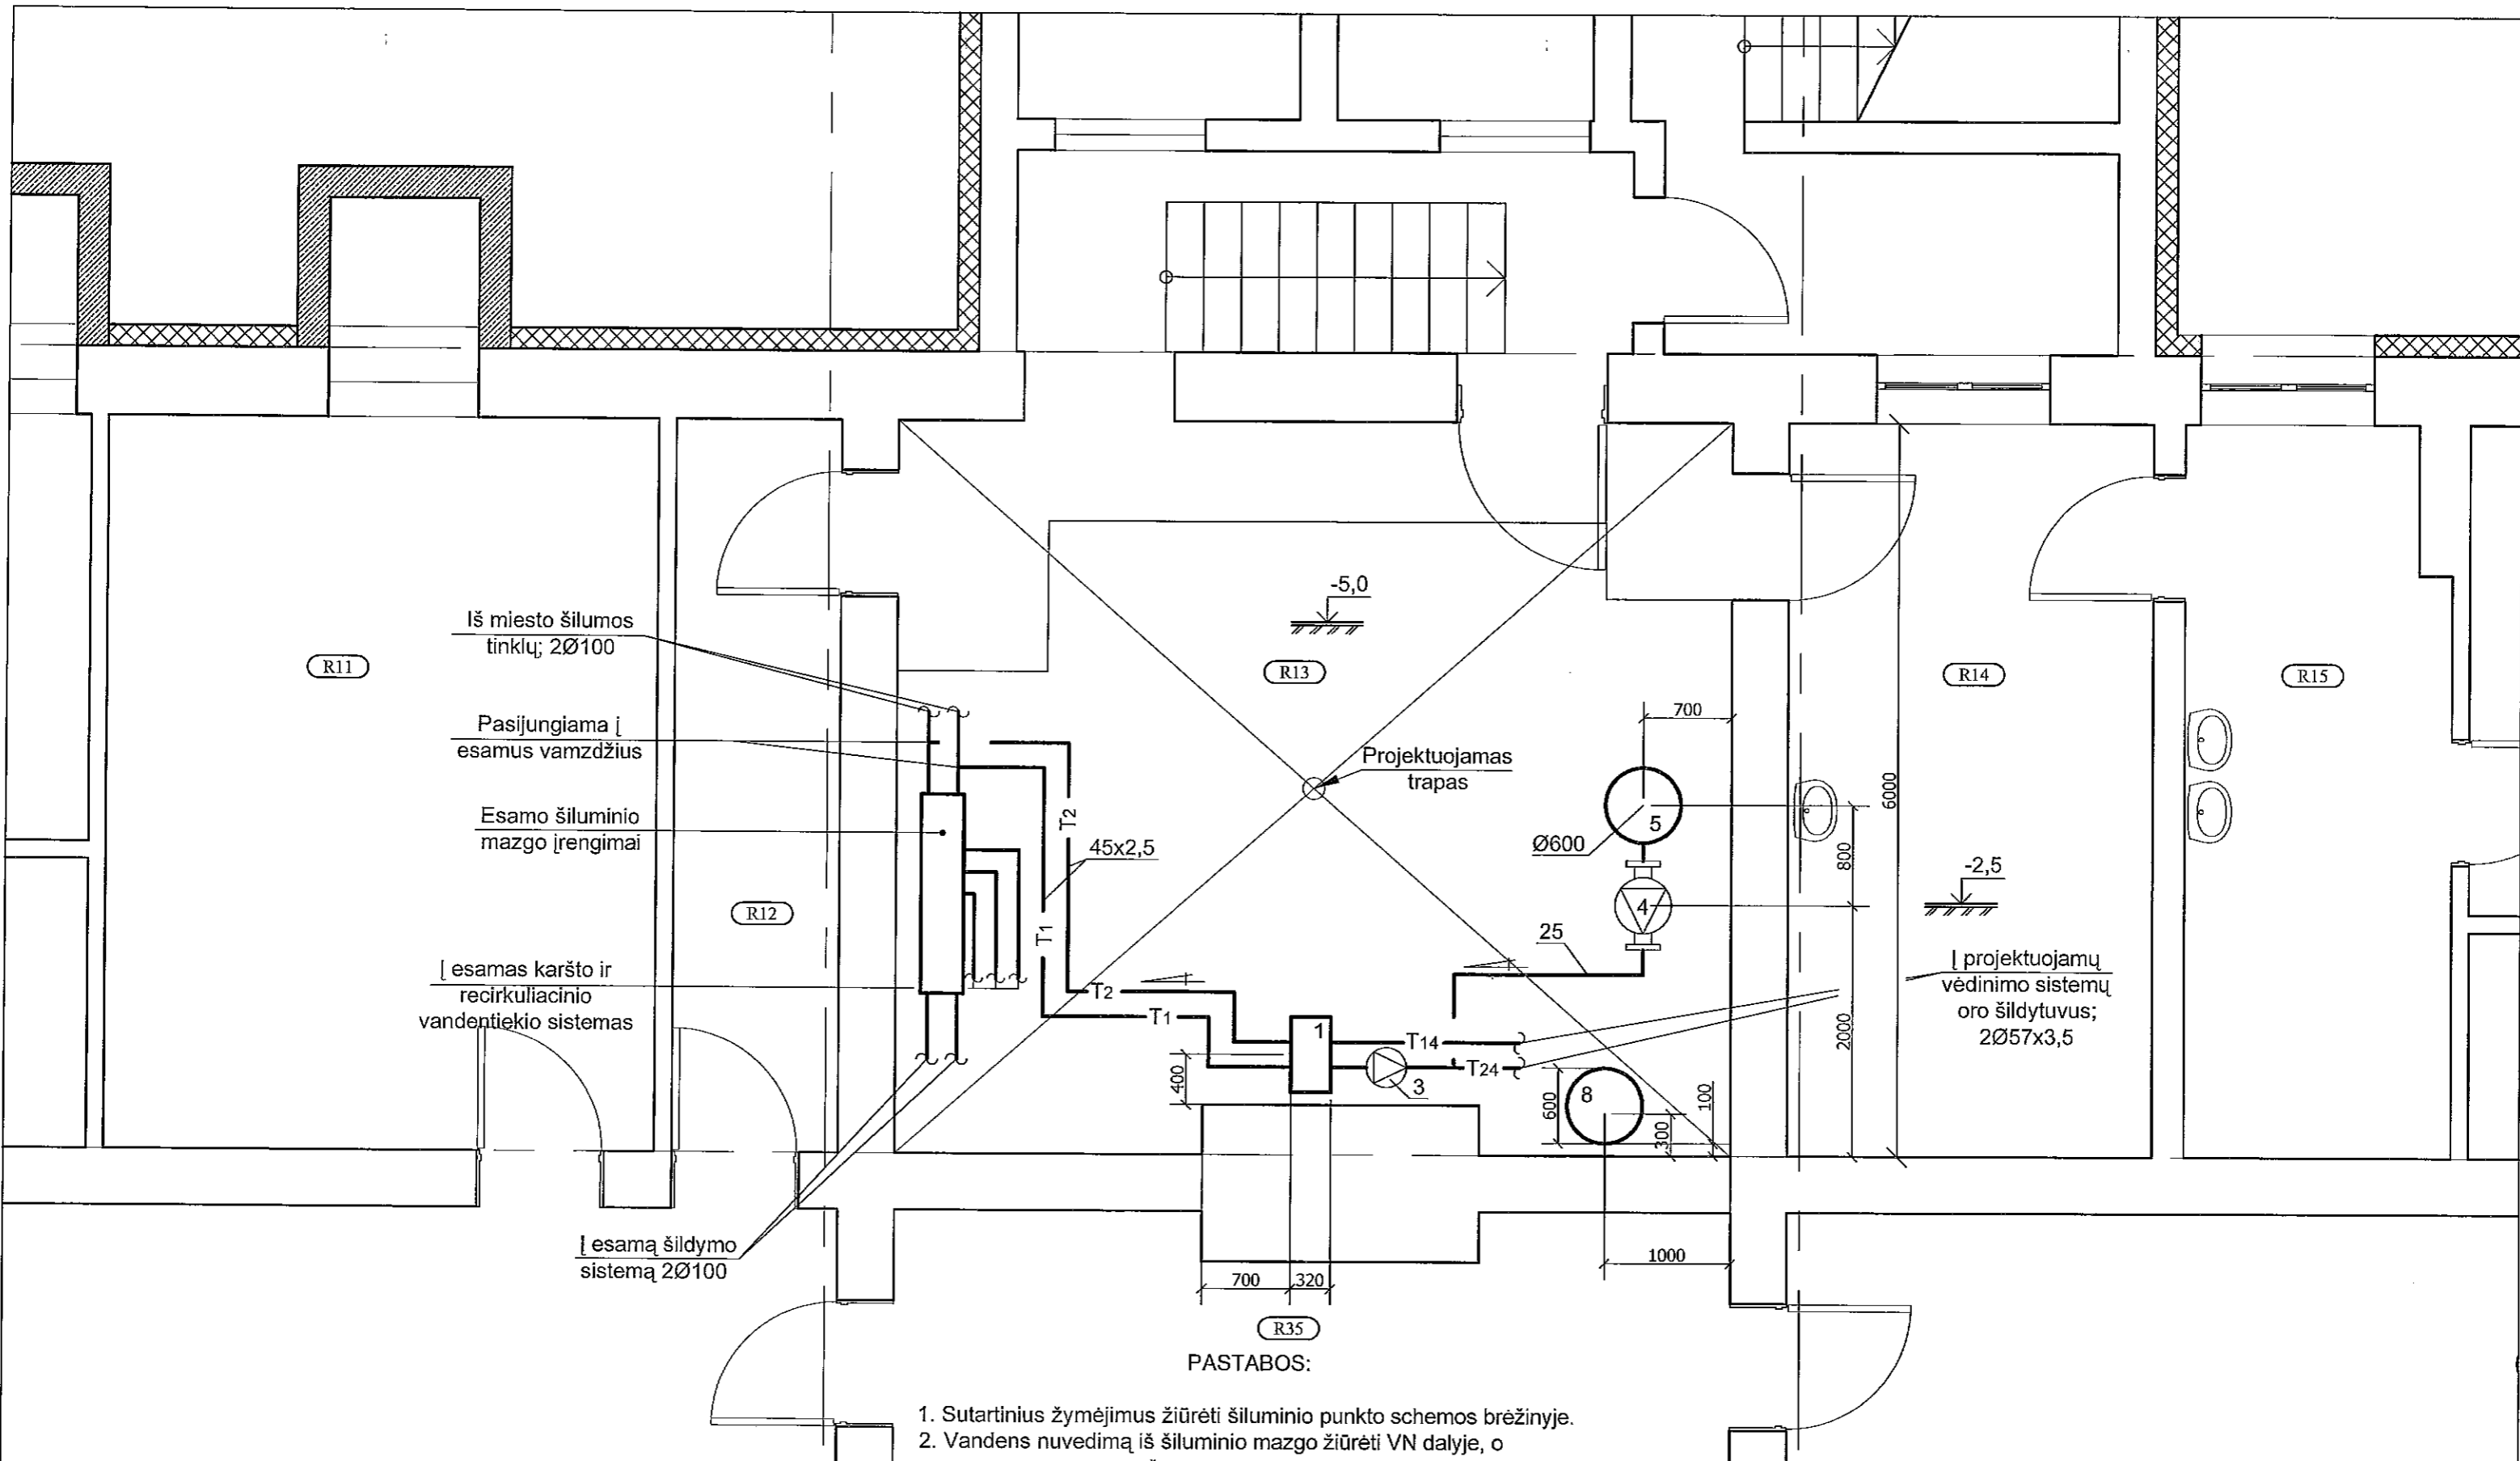 -5,0
Iš miesto šilumos
tinklų; 2Ø100
R11
R13
R14
R15
Pasijungiama į
esamus vamzdžius
700
Projektuojamas
trapas
T2
6000
Esamo šiluminio
mazgo įrengimai
45x2,5
5
Ø600
800
-2,5
R12
4
T1
25
Į esamas karšto ir
recirkuliacinio
vandentiekio sistemas
Į projektuojamų
vėdinimo sistemų
oro šildytuvus;
2Ø57x3,5
T2
T1
1
T14
T24
3
2000
400
600
8
100
300
Į esamą šildymo
sistemą 2Ø100
700
320
1000
R35
PASTABOS:
1. Sutartinius žymėjimus žiūrėti šiluminio punkto schemos brėžinyje.
2. Vandens nuvedimą iš šiluminio mazgo žiūrėti VN dalyje, o